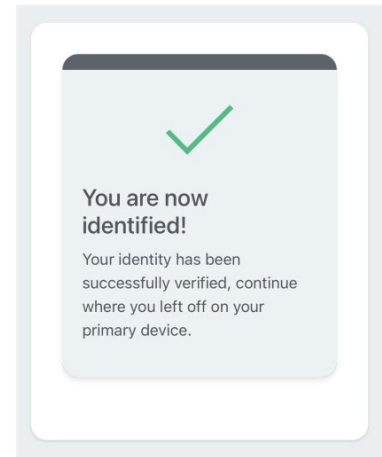 You are now
identified!
Your identity has been
successfully verified, continue
where you left off on your
primary device.